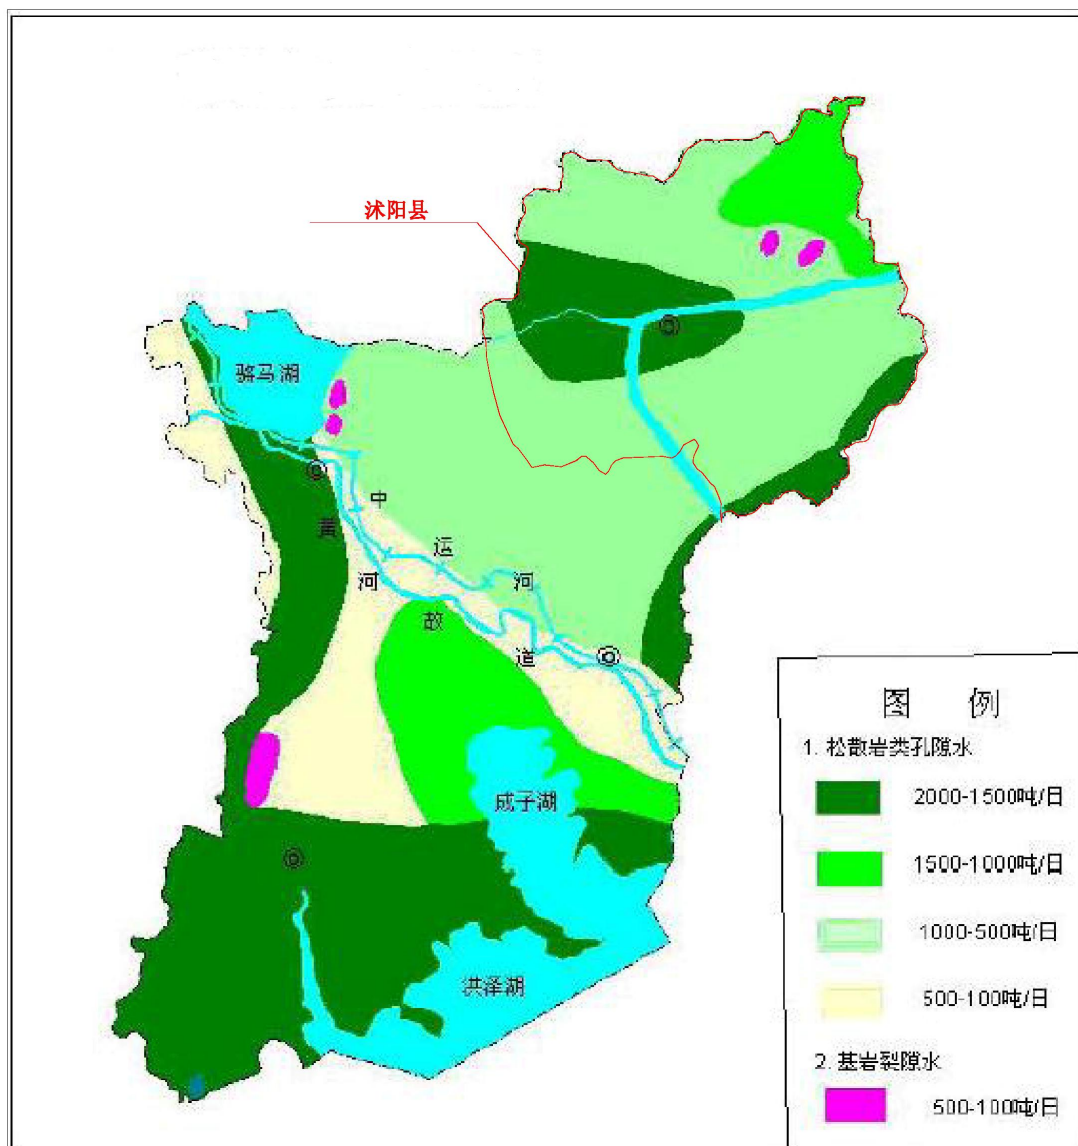 沭阳县
骆马湖
中
运
河
黄
河
故
道
成子湖
洪泽湖
图 例
1. 松散岩类孔隙水
2000-1500吨/日
1500-1000吨/日
1000-500吨/日
500-100吨/日
2. 基岩裂隙水
500-100吨/日